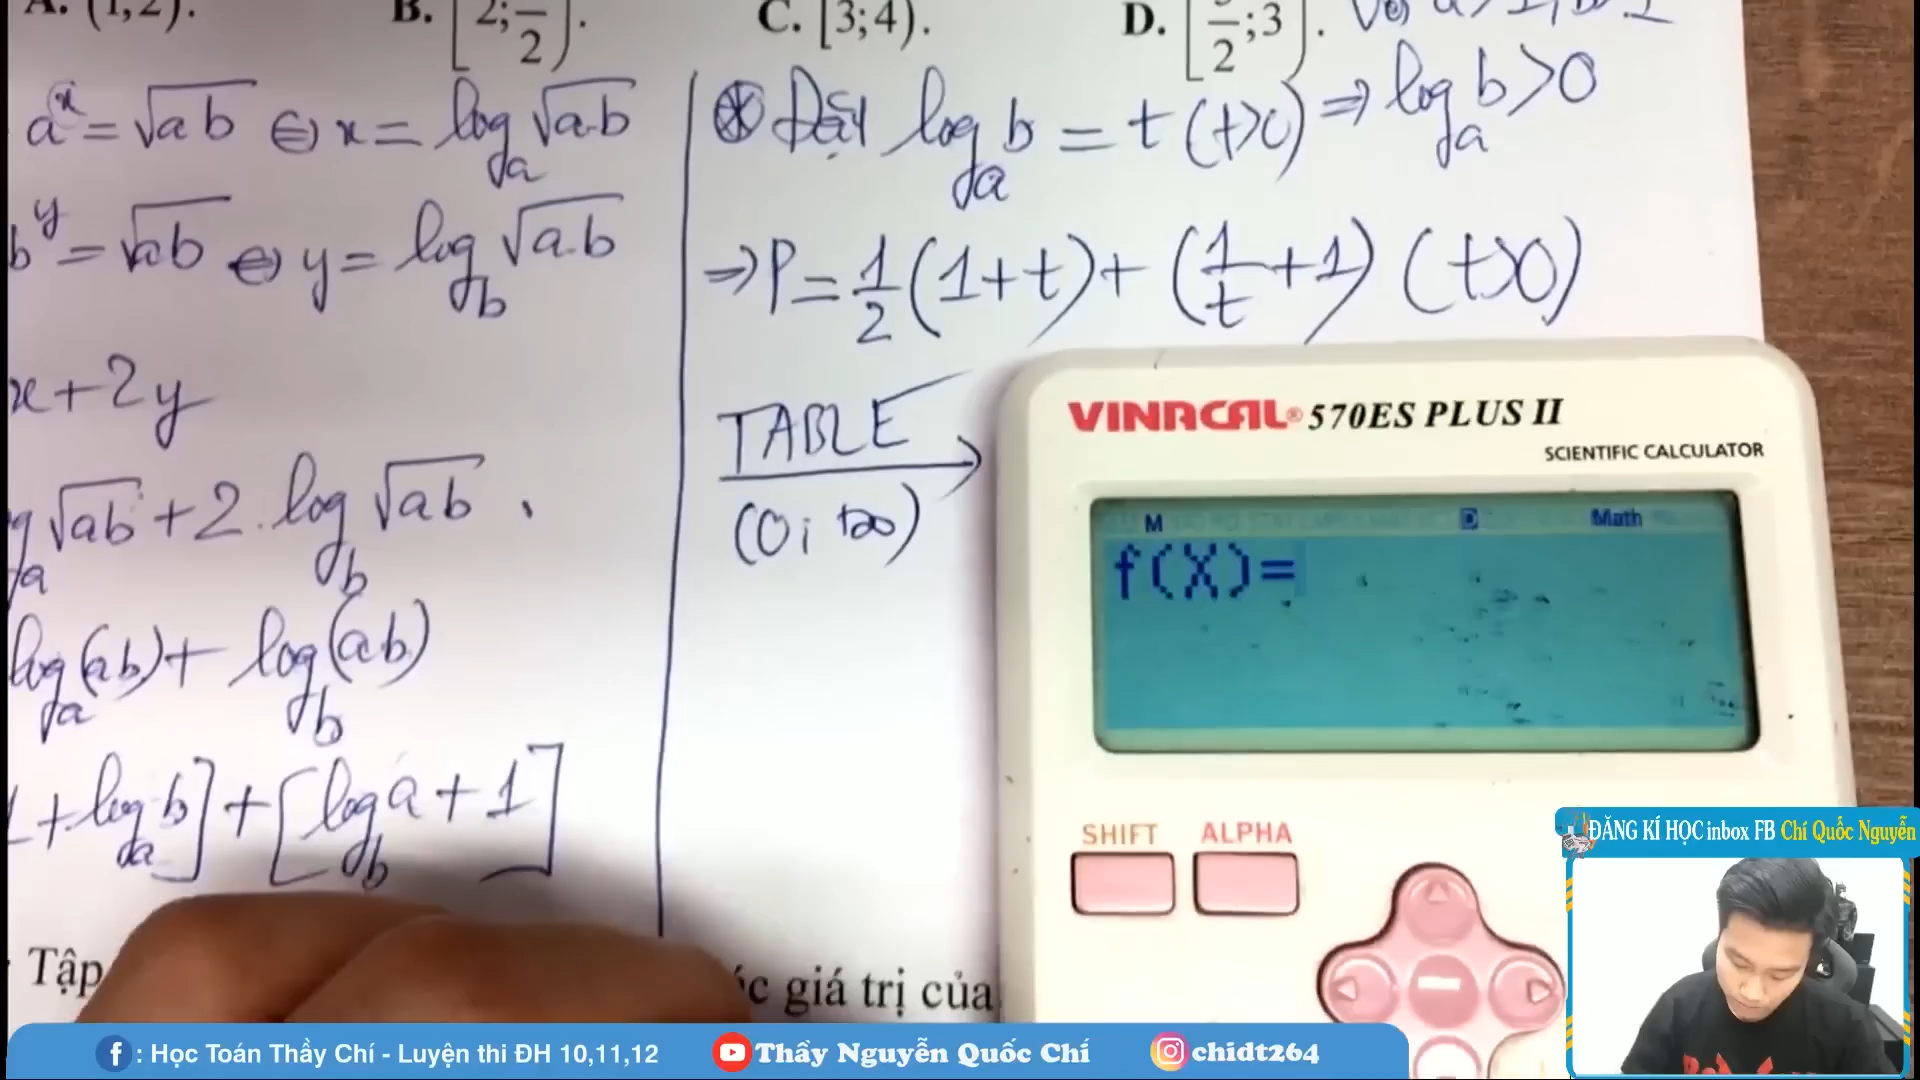 A. (1;2). B. [2; /2). C. [3;4). D. [ /2;3).
a^x = √ab ⇔ x = log_a √a.b
b^y = √ab ⇔ y = log_b √a.b
x + 2y
√ab + 2. log_b √ab .
log_a (ab) + log_b (ab)
1 + log_a b] + [log_b a + 1]
⊛ Đặt log_a b = t (t>0) ⇒ log_a b > 0
⇒ P = 1/2 (1+t) + (1/t + 1) (t>0)
TABLE
(0; +∞)
VINACAL® 570ES PLUS II
SCIENTIFIC CALCULATOR
M D Math
f(X)=
SHIFT ALPHA
Tập
giá trị của
ĐĂNG KÍ HỌC inbox FB Chí Quốc Nguyễn
f : Học Toán Thầy Chí - Luyện thi ĐH 10,11,12
Thầy Nguyễn Quốc Chí
chidt264